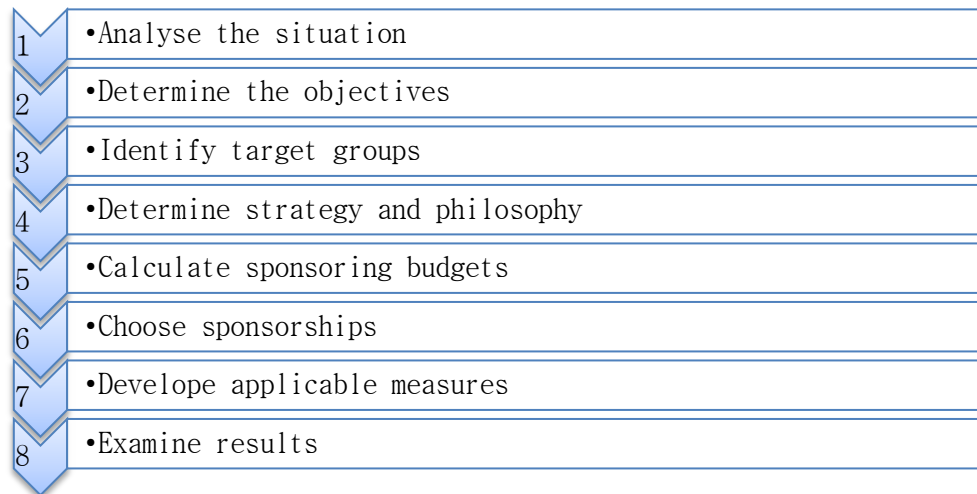 1 •Analyse the situation
2 •Determine the objectives
3 •Identify target groups
4 •Determine strategy and philosophy
5 •Calculate sponsoring budgets
6 •Choose sponsorships
7 •Develope applicable measures
8 •Examine results